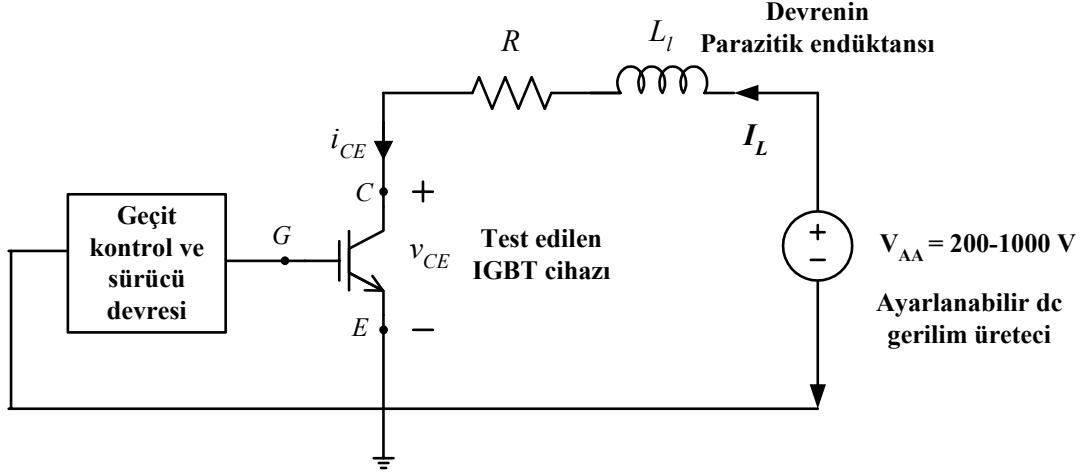 Devrenin
Parazitik endüktansı
R
L_l
I_L
i_CE
C
+
Geçit
kontrol ve
sürücü
devresi
G
v_CE
Test edilen
IGBT cihazı
E
−
+
−
V_AA = 200-1000 V
Ayarlanabilir dc
gerilim üreteci